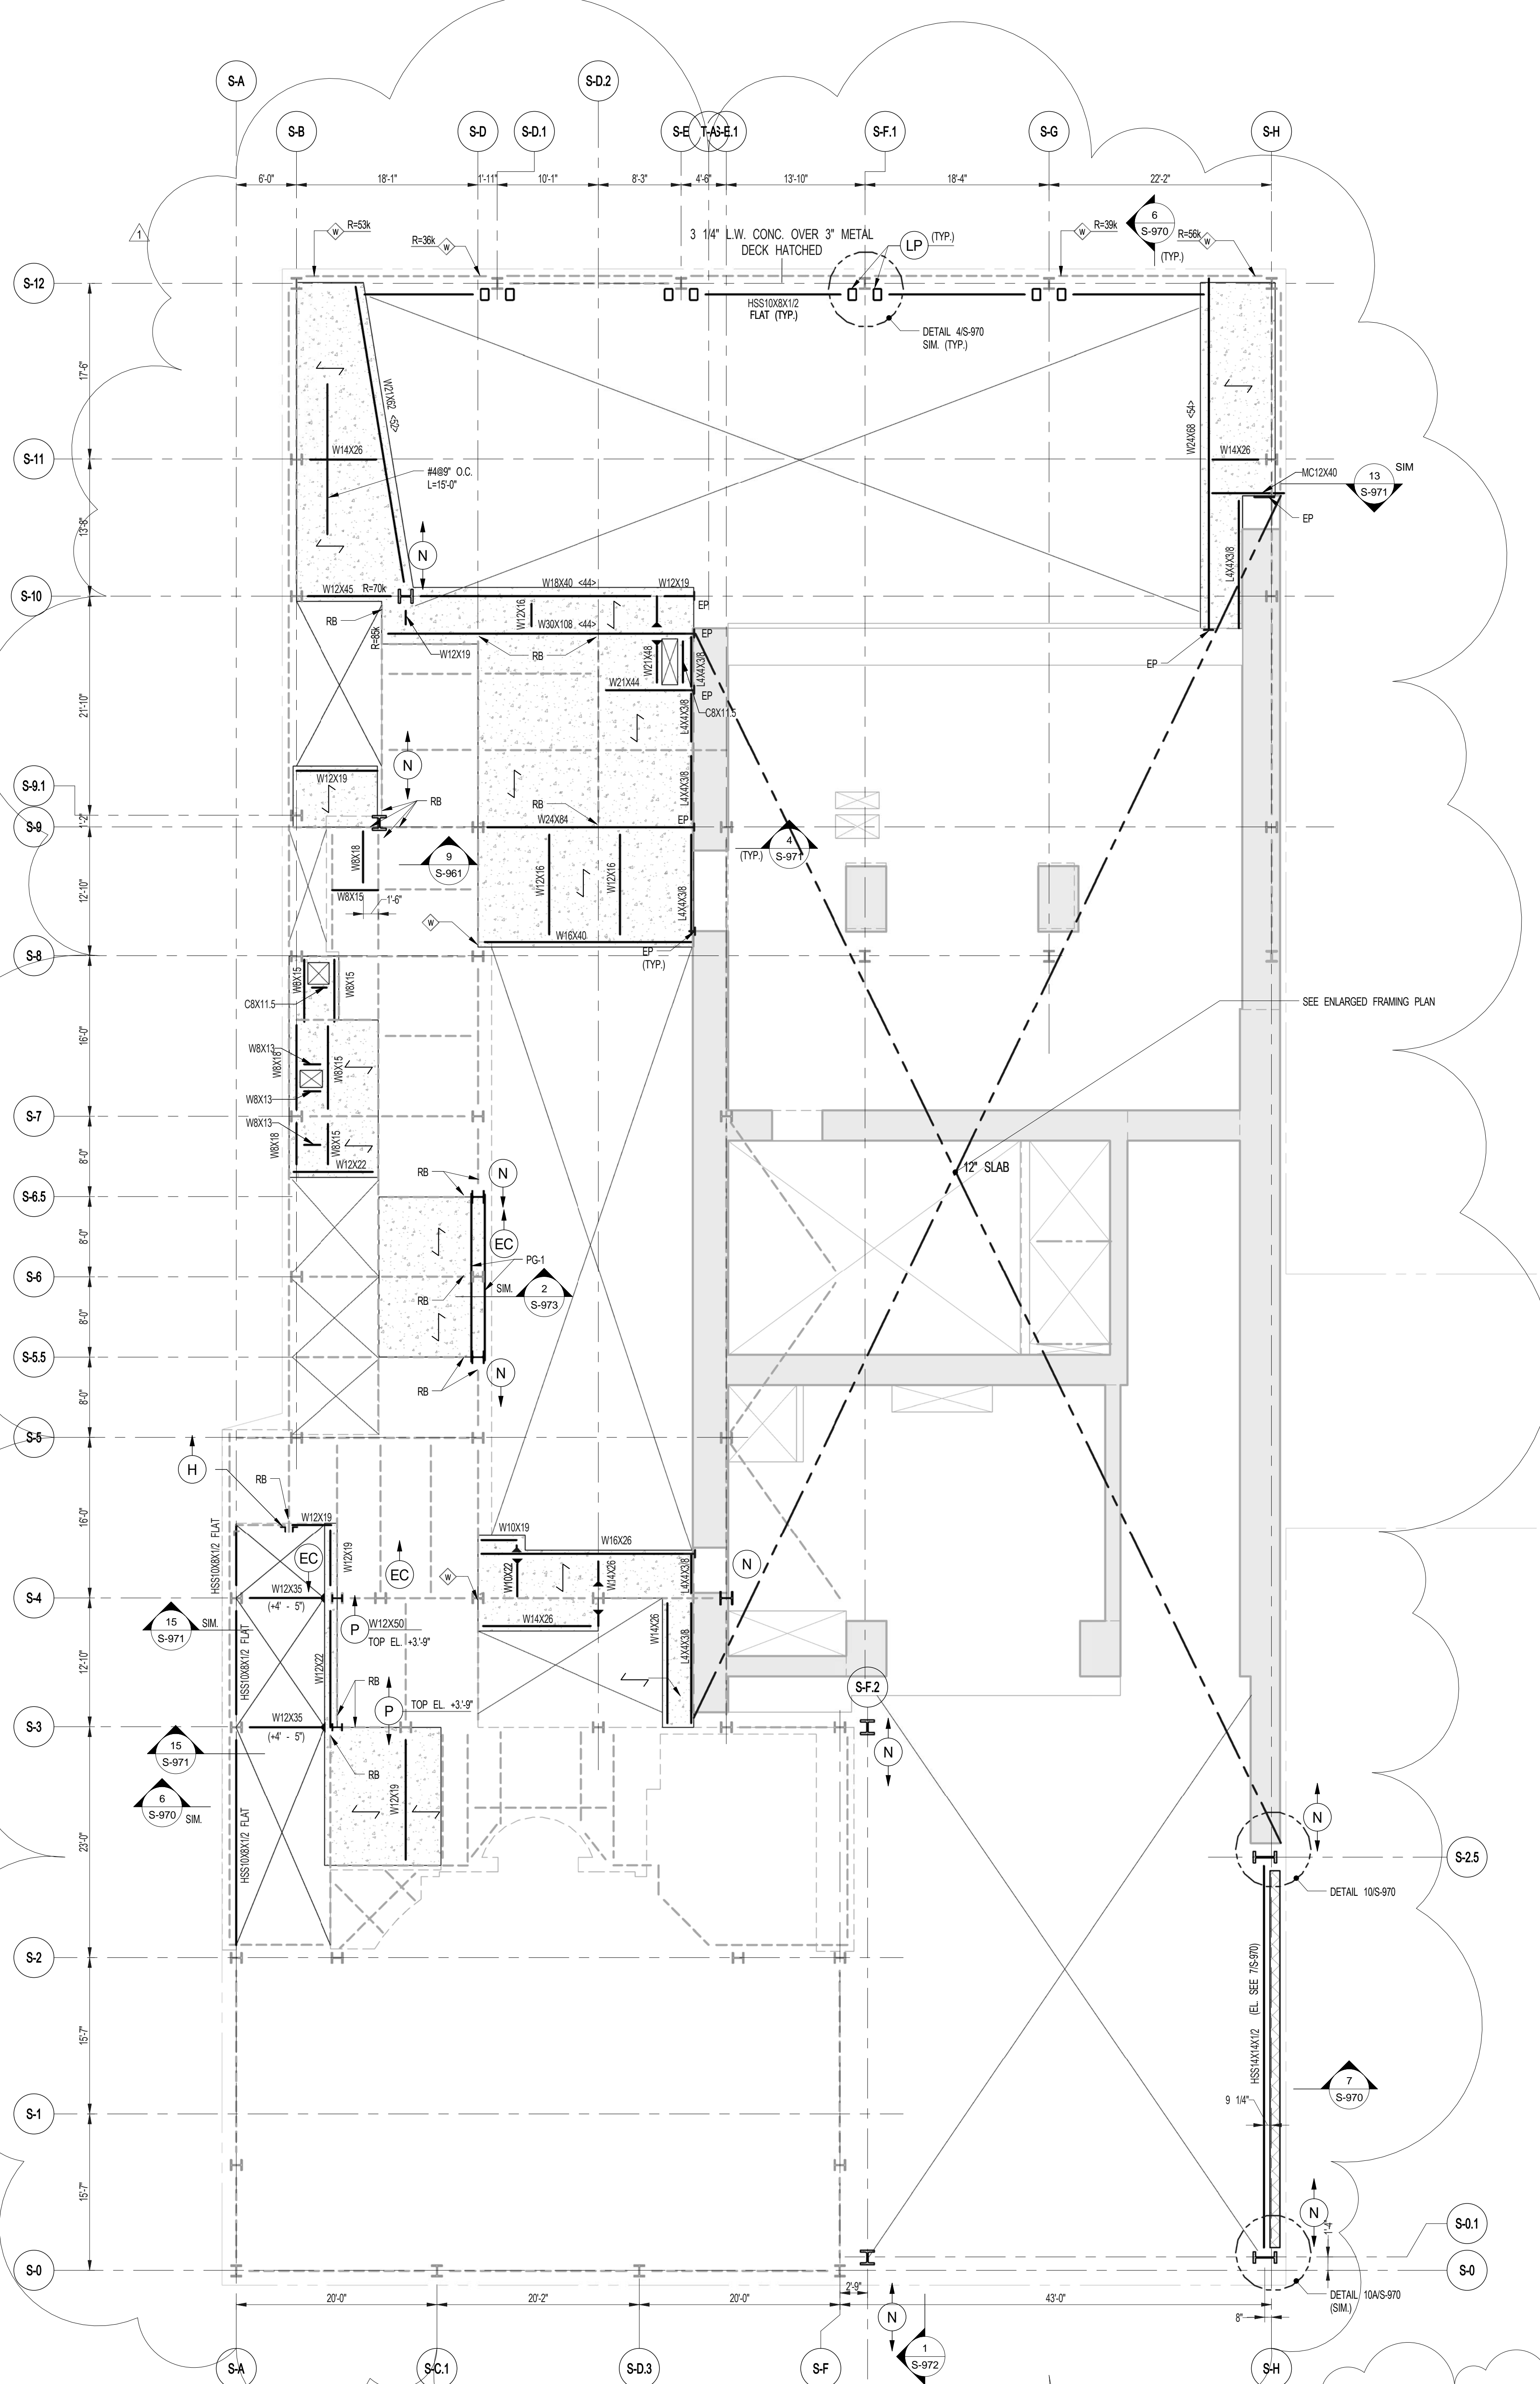 S-A
S-D.2
S-B
S-D
S-D.1
S-E
T-A
S-E.1
S-F.1
S-G
S-H
6'-0"
18'-1"
1'-11"
10'-1"
8'-3"
4'-6"
13'-10"
18'-4"
22'-2"
1
W
R=53k
R=36k
W
3 1/4" L.W. CONC. OVER 3" METAL
DECK HATCHED
LP
(TYP.)
W
R=39k
6
S-970
(TYP.)
R=56k
W
S-12
HSS10X8X1/2
FLAT (TYP.)
DETAIL 4/S-970
SIM. (TYP.)
17'-6"
W21X62 <52>
W24X68 <54>
S-11
W14X26
#4@9" O.C.
L=15'-0"
W14X26
MC12X40
13
S-971
SIM
EP
13'-8"
N
L4X4X3/8
S-10
W12X45
R=70k
W18X40 <44>
W12X19
EP
RB
W12X16
W30X108 <44>
EP
R=85k
W12X19
RB
W21X48
L4X4X3/8
EP
W21X44
EP
C8X11.5
L4X4X3/8
21'-10"
N
S-9.1
W12X19
L4X4X3/8
RB
RB
1'-2"
S-9
W24X84
EP
W8X18
9
S-961
(TYP.)
4
S-971
12'-10"
W8X15
1'-6"
W12X16
W12X16
L4X4X3/8
W
W16X40
EP
(TYP.)
S-8
W8X15
W8X15
C8X11.5
SEE ENLARGED FRAMING PLAN
16'-0"
W8X13
W8X18
W8X15
W8X13
S-7
W8X13
W8X18
W8X15
8'-0"
W12X22
RB
N
12" SLAB
S-6.5
EC
8'-0"
PG-1
S-6
SIM.
2
S-973
RB
8'-0"
S-5.5
N
RB
8'-0"
S-5
H
RB
16'-0"
HSS10X8X1/2 FLAT
W12X19
W10X19
W16X26
EC
W12X19
EC
W
W10X22
W14X26
L4X4X3/8
N
S-4
W12X35
(+4' - 5")
15
S-971
SIM.
P
W12X50
TOP EL. +3.'-9"
W14X26
W14X26
L4X4X3/8
12'-10"
HSS10X8X1/2 FLAT
W12X22
RB
P
TOP EL. +3.'-9"
S-F.2
S-3
W12X35
(+4' - 5")
15
S-971
N
RB
6
S-970
SIM.
W12X19
N
23'-0"
HSS10X8X1/2 FLAT
S-2.5
DETAIL 10/S-970
S-2
HSS14X14X1/2 (EL. SEE 7/S-970)
15'-7"
7
S-970
9 1/4"
S-1
15'-7"
N
1'-4"
S-0.1
S-0
S-0
2'-9"
20'-0"
20'-2"
20'-0"
43'-0"
DETAIL 10A/S-970
(SIM.)
8"
N
1
S-972
S-A
S-C.1
S-D.3
S-F
S-H